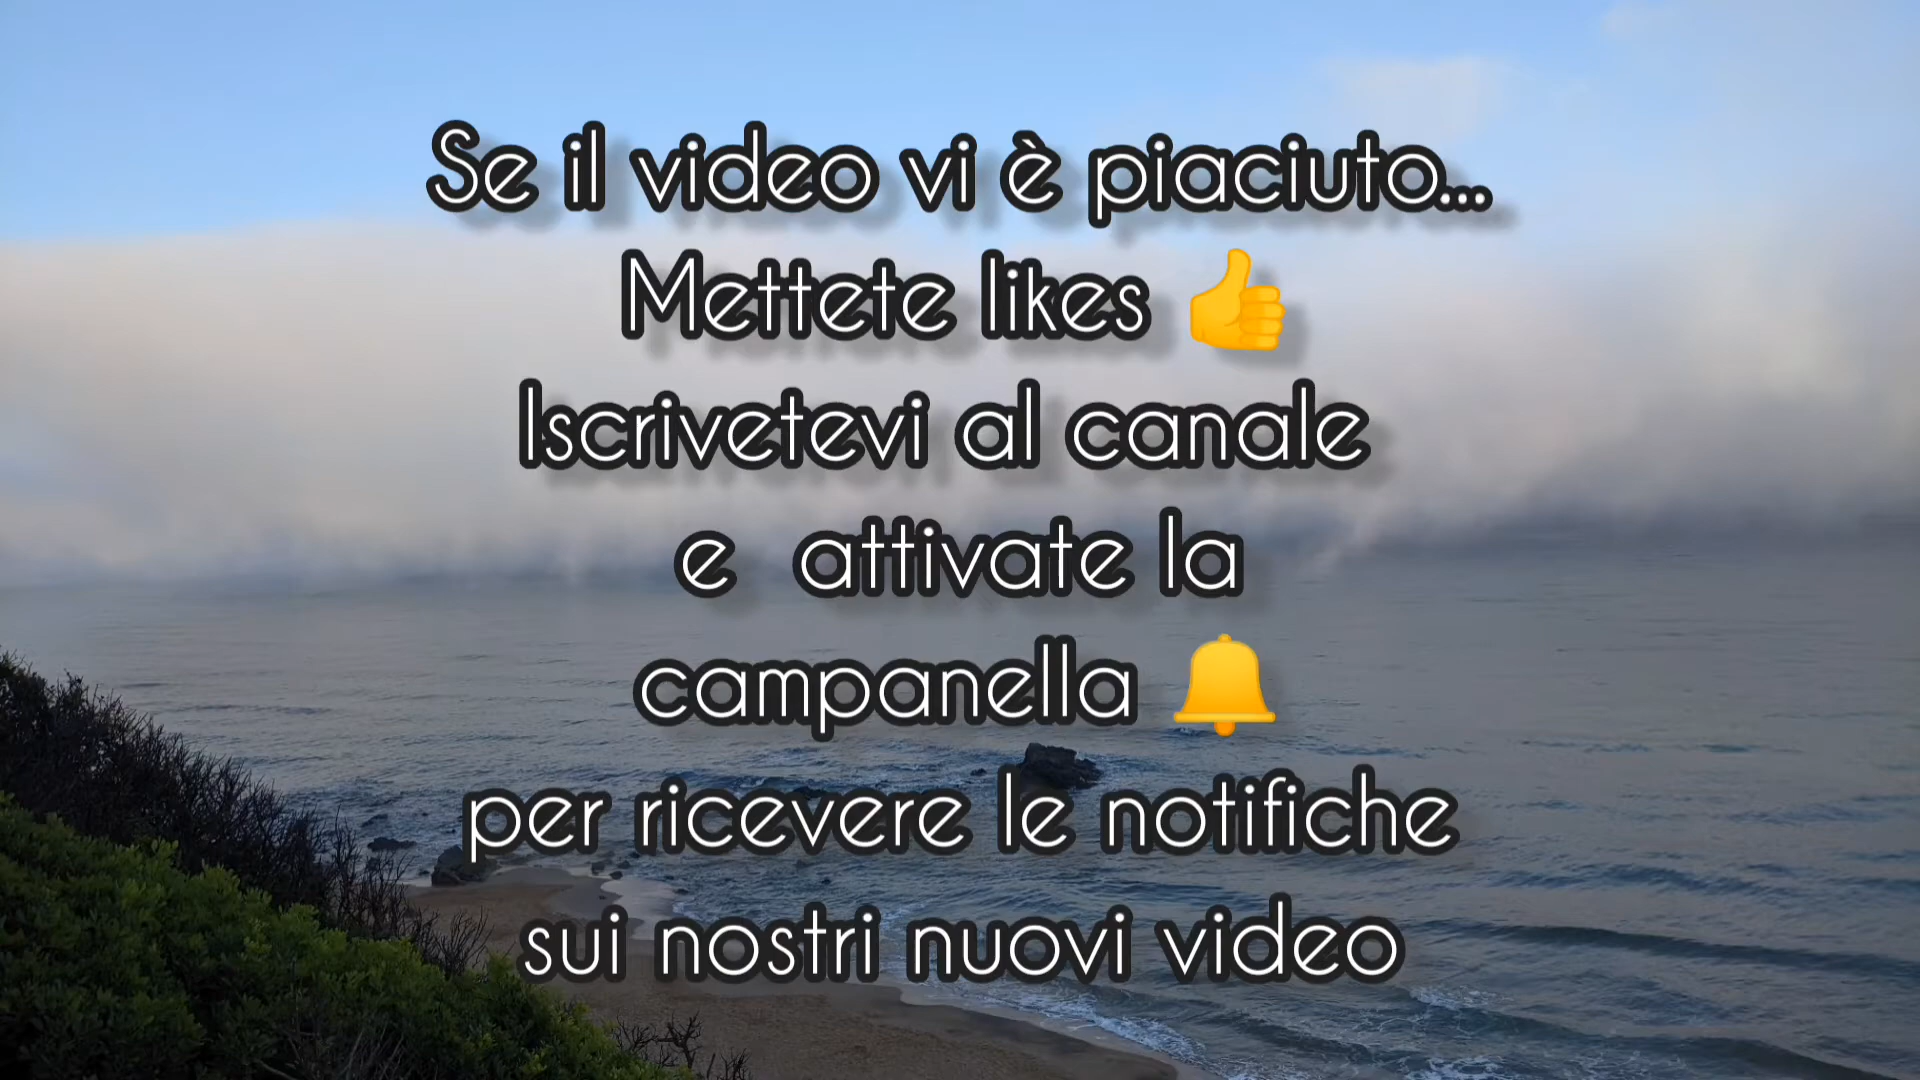 Se il video vi è piaciuto...
Mettete likes 👍
Iscrivetevi al canale
e  attivate la
campanella 🔔
per ricevere le notifiche
sui nostri nuovi video